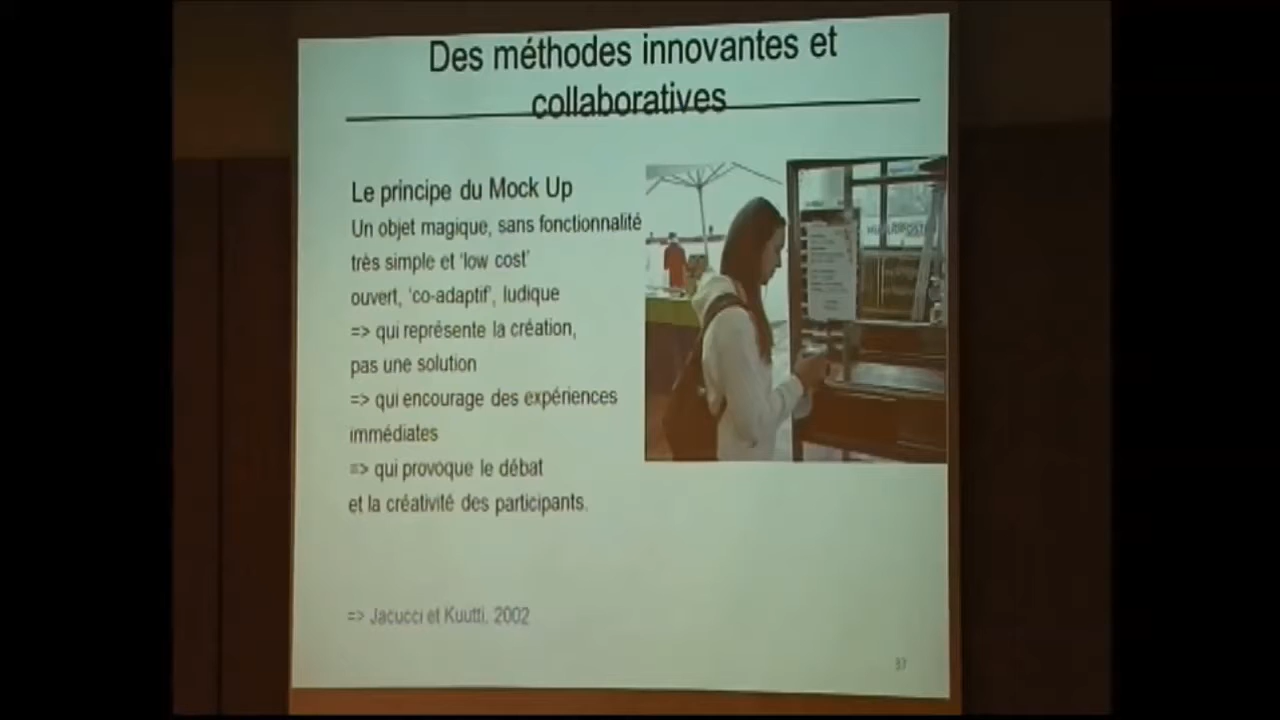 Des méthodes innovantes et
collaboratives
Le principe du Mock Up
Un objet magique, sans fonctionnalité
très simple et 'low cost'
ouvert, 'co-adaptif', ludique
=> qui représente la création,
pas une solution
=> qui encourage des expériences
immédiates
=> qui provoque le débat
et la créativité des participants.
=> Jacucci et Kuutti, 2002
37